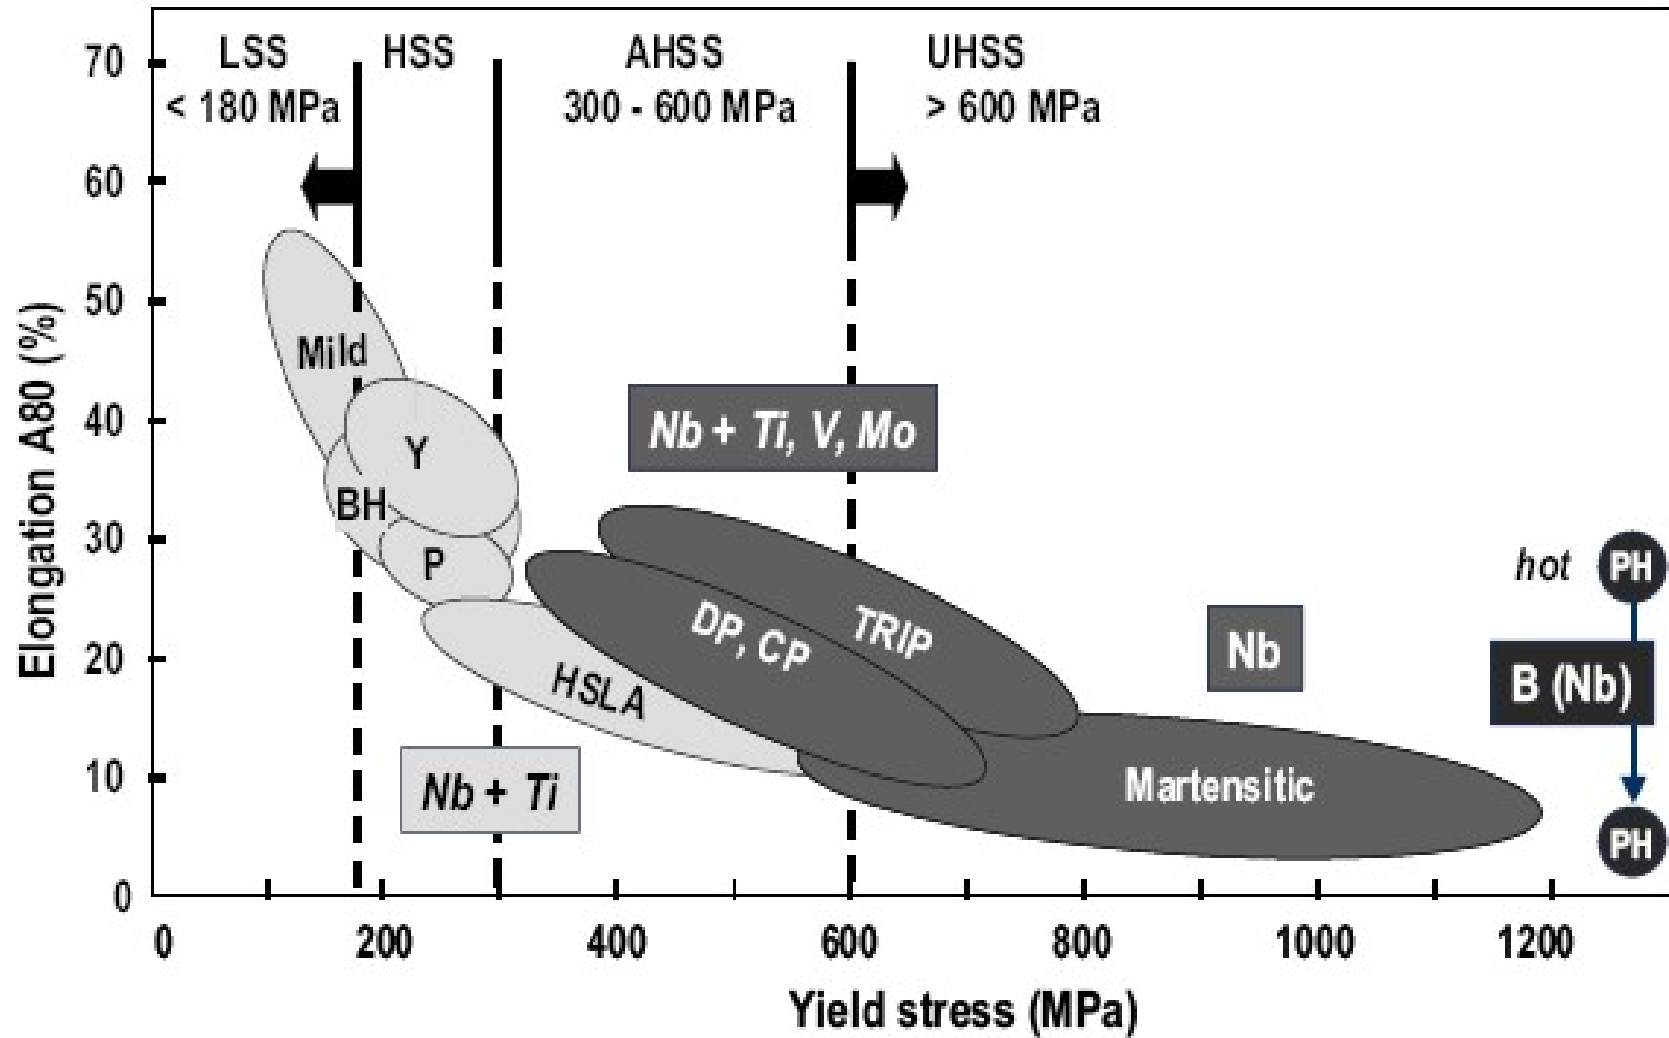 LSS
< 180 MPa
HSS
AHSS
300 - 600 MPa
UHSS
> 600 MPa
70
60
50
40
30
20
10
0
Elongation A80 (%)
Mild
Y
BH
P
HSLA
DP, CP
TRIP
Martensitic
Nb + Ti, V, Mo
Nb + Ti
Nb
hot
PH
B (Nb)
PH
0 200 400 600 800 1000 1200
Yield stress (MPa)